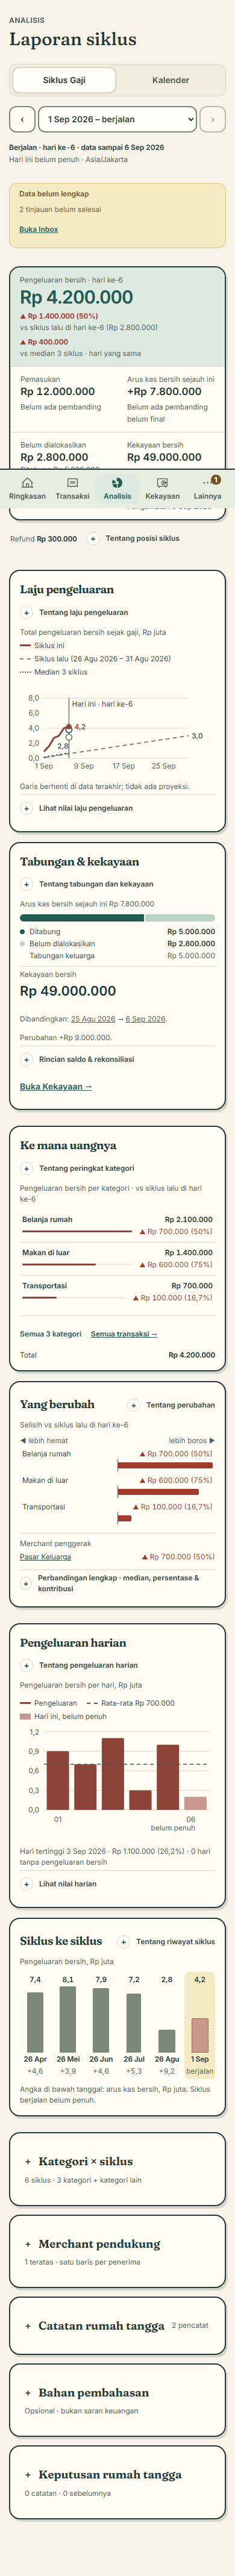 ANALISIS
Laporan siklus
Siklus Gaji
Kalender
‹
1 Sep 2026 – berjalan
›
Berjalan · hari ke-6 · data sampai 6 Sep 2026
Hari ini belum penuh · Asia/Jakarta
Data belum lengkap
2 tinjauan belum selesai
Buka Inbox
Pengeluaran bersih · hari ke-6
Rp 4.200.000
▲ Rp 1.400.000 (50%)
vs siklus lalu di hari ke-6 (Rp 2.800.000)
▲ Rp 400.000
vs median 3 siklus · hari yang sama
Pemasukan
Rp 12.000.000
Belum ada pembanding
Arus kas bersih sejauh ini
+Rp 7.800.000
Belum ada pembanding
belum final
Belum dialokasikan
Rp 2.800.000
Kekayaan bersih
Rp 49.000.000
1
Ringkasan
Transaksi
Analisis
Kekayaan
Lainnya
Refund Rp 300.000
+ Tentang posisi siklus
Laju pengeluaran
+ Tentang laju pengeluaran
Total pengeluaran bersih sejak gaji, Rp juta
Siklus ini
Siklus lalu (26 Agu 2026 – 31 Agu 2026)
Median 3 siklus
8,0
6,0
4,0
2,0
0,0
Hari ini · hari ke-6
4,2
2,8
3,0
1 Sep
9 Sep
17 Sep
25 Sep
Garis berhenti di data terakhir; tidak ada proyeksi.
+ Lihat nilai laju pengeluaran
Tabungan & kekayaan
+ Tentang tabungan dan kekayaan
Arus kas bersih sejauh ini Rp 7.800.000
Ditabung Rp 5.000.000
Belum dialokasikan Rp 2.800.000
Tabungan keluarga Rp 5.000.000
Kekayaan bersih
Rp 49.000.000
Dibandingkan: 25 Agu 2026 → 6 Sep 2026.
Perubahan +Rp 9.000.000.
+ Rincian saldo & rekonsiliasi
Buka Kekayaan →
Ke mana uangnya
+ Tentang peringkat kategori
Pengeluaran bersih per kategori · vs siklus lalu di hari
ke-6
Belanja rumah Rp 2.100.000
▲ Rp 700.000 (50%)
Makan di luar Rp 1.400.000
▲ Rp 600.000 (75%)
Transportasi Rp 700.000
▲ Rp 100.000 (16,7%)
Semua 3 kategori Semua transaksi →
Total Rp 4.200.000
Yang berubah
+ Tentang perubahan
Selisih vs siklus lalu di hari ke-6
◀ lebih hemat lebih boros ▶
Belanja rumah ▲ Rp 700.000 (50%)
Makan di luar ▲ Rp 600.000 (75%)
Transportasi ▲ Rp 100.000 (16,7%)
Merchant penggerak
Pasar Keluarga ▲ Rp 700.000 (50%)
+ Perbandingan lengkap · median, persentase &
kontribusi
Pengeluaran harian
+ Tentang pengeluaran harian
Pengeluaran bersih per hari, Rp juta
Pengeluaran
Rata-rata Rp 700.000
Hari ini, belum penuh
1,2
0,9
0,6
0,3
0,0
01
06
belum penuh
Hari tertinggi 3 Sep 2026 · Rp 1.100.000 (26,2%) · 0 hari
tanpa pengeluaran bersih
+ Lihat nilai harian
Siklus ke siklus
+ Tentang riwayat siklus
Pengeluaran bersih, Rp juta
7,4 8,1 7,9 7,2 2,8 4,2
26 Apr 26 Mei 26 Jun 26 Jul 26 Agu 1 Sep
+4,6 +3,9 +4,6 +5,3 +9,2 berjalan
Angka di bawah tanggal: arus kas bersih, Rp juta. Siklus
berjalan belum penuh.
+ Kategori × siklus
6 siklus · 3 kategori + kategori lain
+ Merchant pendukung
1 teratas · satu baris per penerima
+ Catatan rumah tangga 2 pencatat
+ Bahan pembahasan
Opsional · bukan saran keuangan
+ Keputusan rumah tangga
0 catatan · 0 sebelumnya